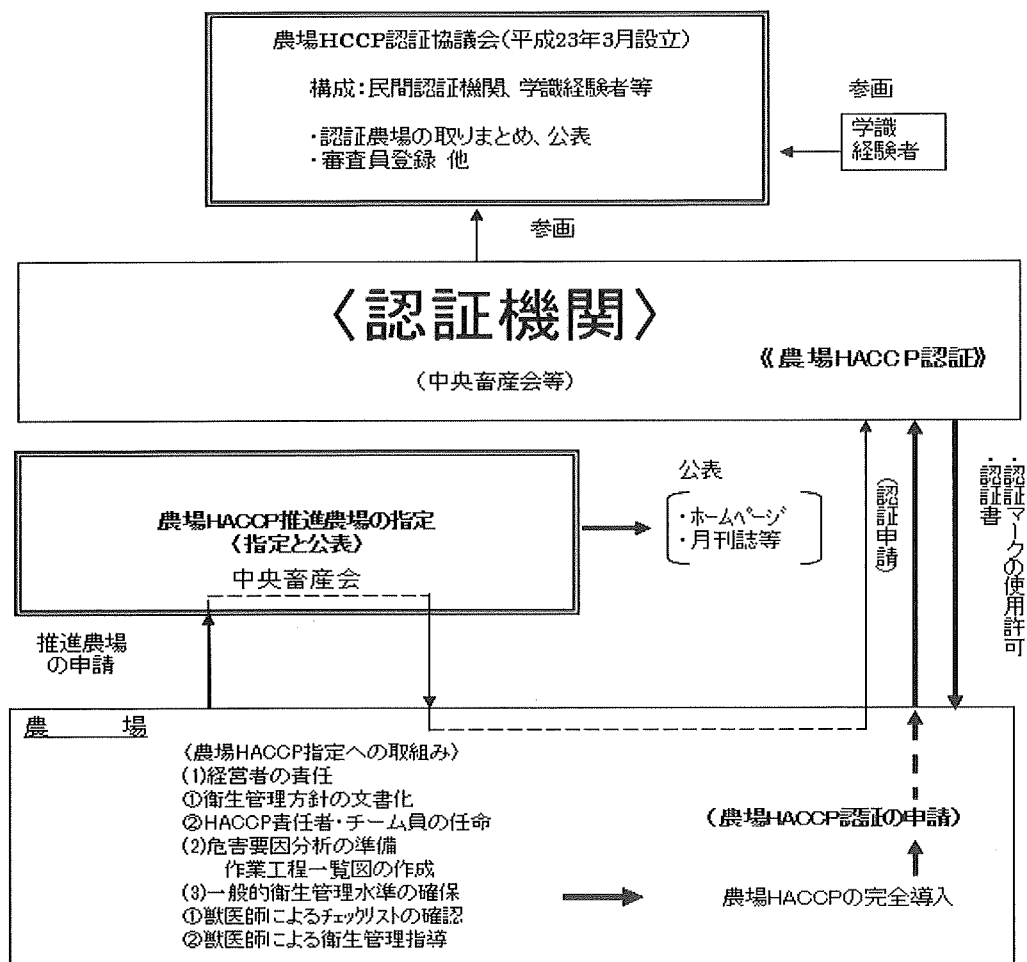 農場HCCP認証協議会(平成23年3月設立)
構成:民間認証機関、学識経験者等
・認証農場の取りまとめ、公表
・審査員登録 他
参画
学識
経験者
参画
〈認証機関〉
(中央畜産会等)
《農場HACCP認証》
農場HACCP推進農場の指定
〈指定と公表〉
中央畜産会
公表
・ホームページ
・月刊誌等
(認証申請)
・認証マークの使用許可
・認証書
推進農場
の申請
農 場
〈農場HACCP指定への取組み〉
(1)経営者の責任
①衛生管理方針の文書化
②HACCP責任者・チーム員の任命
(2)危害要因分析の準備
作業工程一覧図の作成
(3)一般的衛生管理水準の確保
①獣医師によるチェックリストの確認
②獣医師による衛生管理指導
(農場HACCP認証の申請)
農場HACCPの完全導入